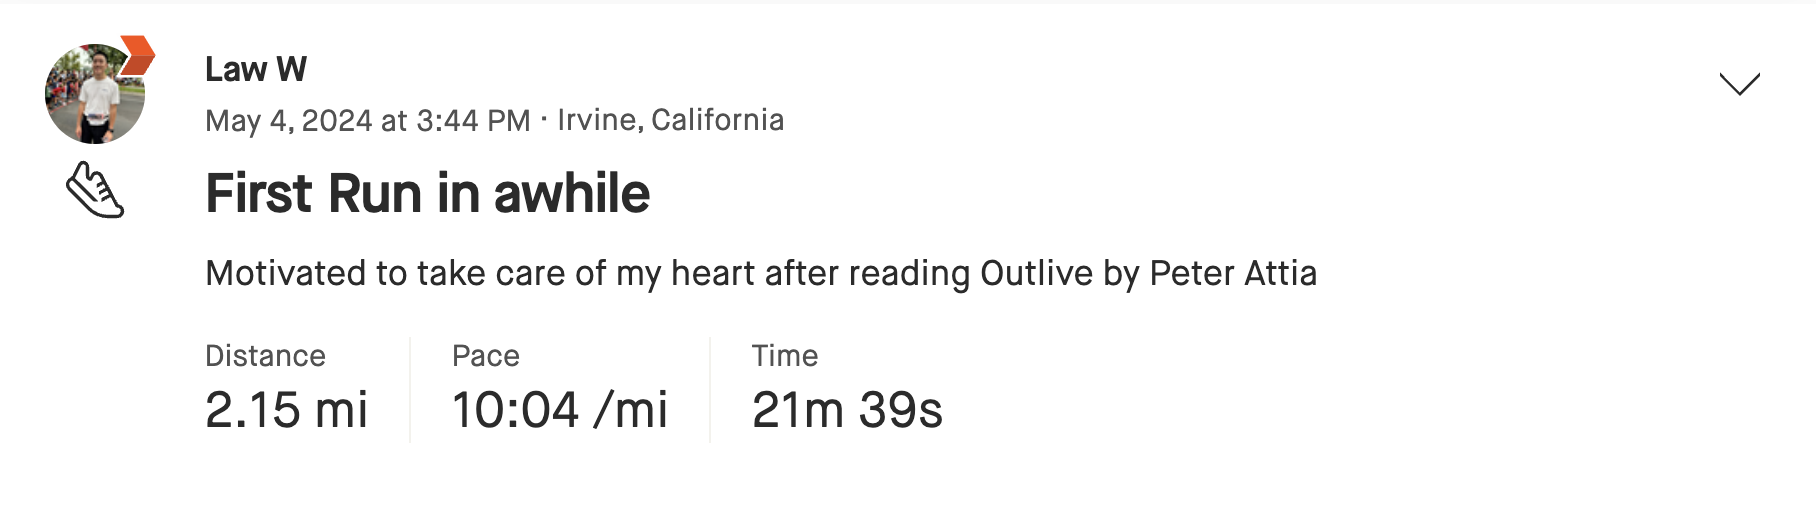 Law W
May 4, 2024 at 3:44 PM · Irvine, California
First Run in awhile
Motivated to take care of my heart after reading Outlive by Peter Attia
Distance Pace Time
2.15 mi 10:04 /mi 21m 39s